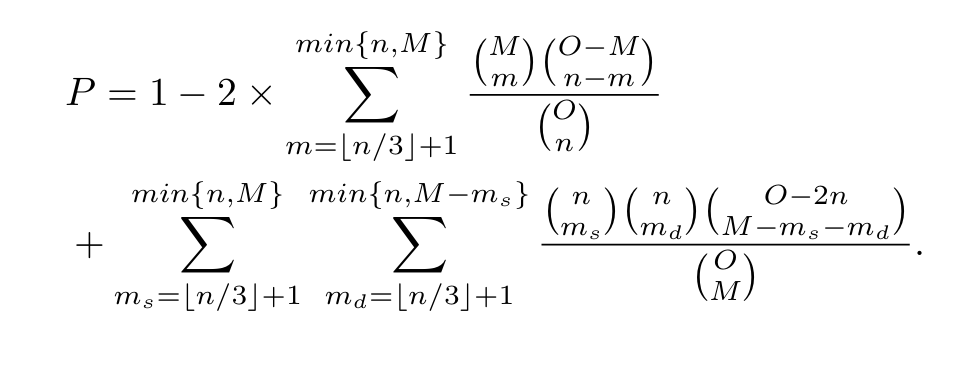 P = 1 - 2 \times \sum_{m=\lfloor n/3 \rfloor+1}^{min\{n,M\}} \frac{\binom{M}{m}\binom{O-M}{n-m}}{\binom{O}{n}}
+ \sum_{m_s=\lfloor n/3 \rfloor+1}^{min\{n,M\}} \sum_{m_d=\lfloor n/3 \rfloor+1}^{min\{n,M-m_s\}} \frac{\binom{n}{m_s}\binom{n}{m_d}\binom{O-2n}{M-m_s-m_d}}{\binom{O}{M}}.